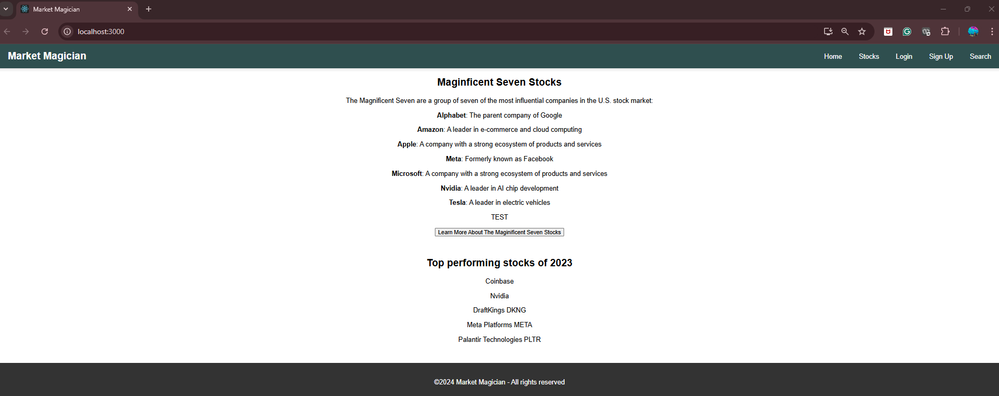 Market Magician
localhost:3000
Market Magician
Home Stocks Login Sign Up Search
Maginficent Seven Stocks
The Magnificent Seven are a group of seven of the most influential companies in the U.S. stock market:
Alphabet: The parent company of Google
Amazon: A leader in e-commerce and cloud computing
Apple: A company with a strong ecosystem of products and services
Meta: Formerly known as Facebook
Microsoft: A company with a strong ecosystem of products and services
Nvidia: A leader in AI chip development
Tesla: A leader in electric vehicles
TEST
Learn More About The Maginificent Seven Stocks
Top performing stocks of 2023
Coinbase
Nvidia
DraftKings DKNG
Meta Platforms META
Palantir Technologies PLTR
©2024 Market Magician - All rights reserved